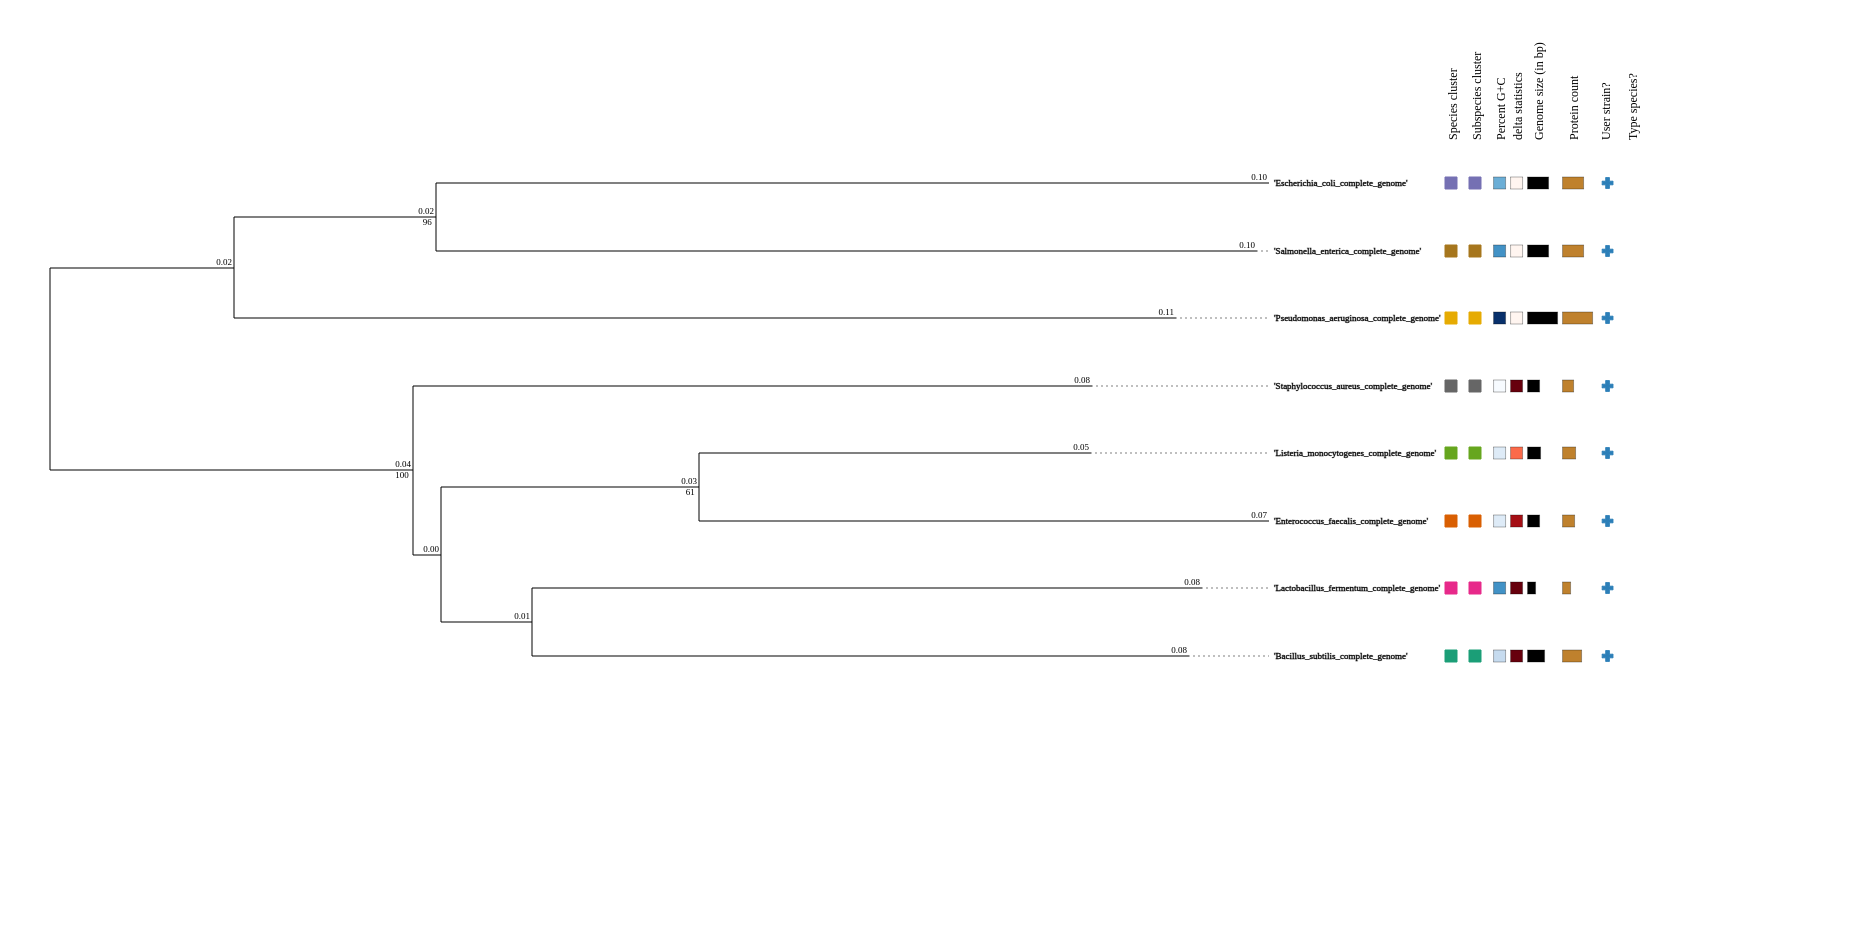 Species cluster
Subspecies cluster
Percent G+C
delta statistics
Genome size (in bp)
Protein count
User strain?
Type species?
0.10 'Escherichia_coli_complete_genome'
0.02
96
0.10 'Salmonella_enterica_complete_genome'
0.02
0.11 'Pseudomonas_aeruginosa_complete_genome'
0.08 'Staphylococcus_aureus_complete_genome'
0.05 'Listeria_monocytogenes_complete_genome'
0.04
100
0.03
61
0.07 'Enterococcus_faecalis_complete_genome'
0.00
0.08 'Lactobacillus_fermentum_complete_genome'
0.01
0.08 'Bacillus_subtilis_complete_genome'